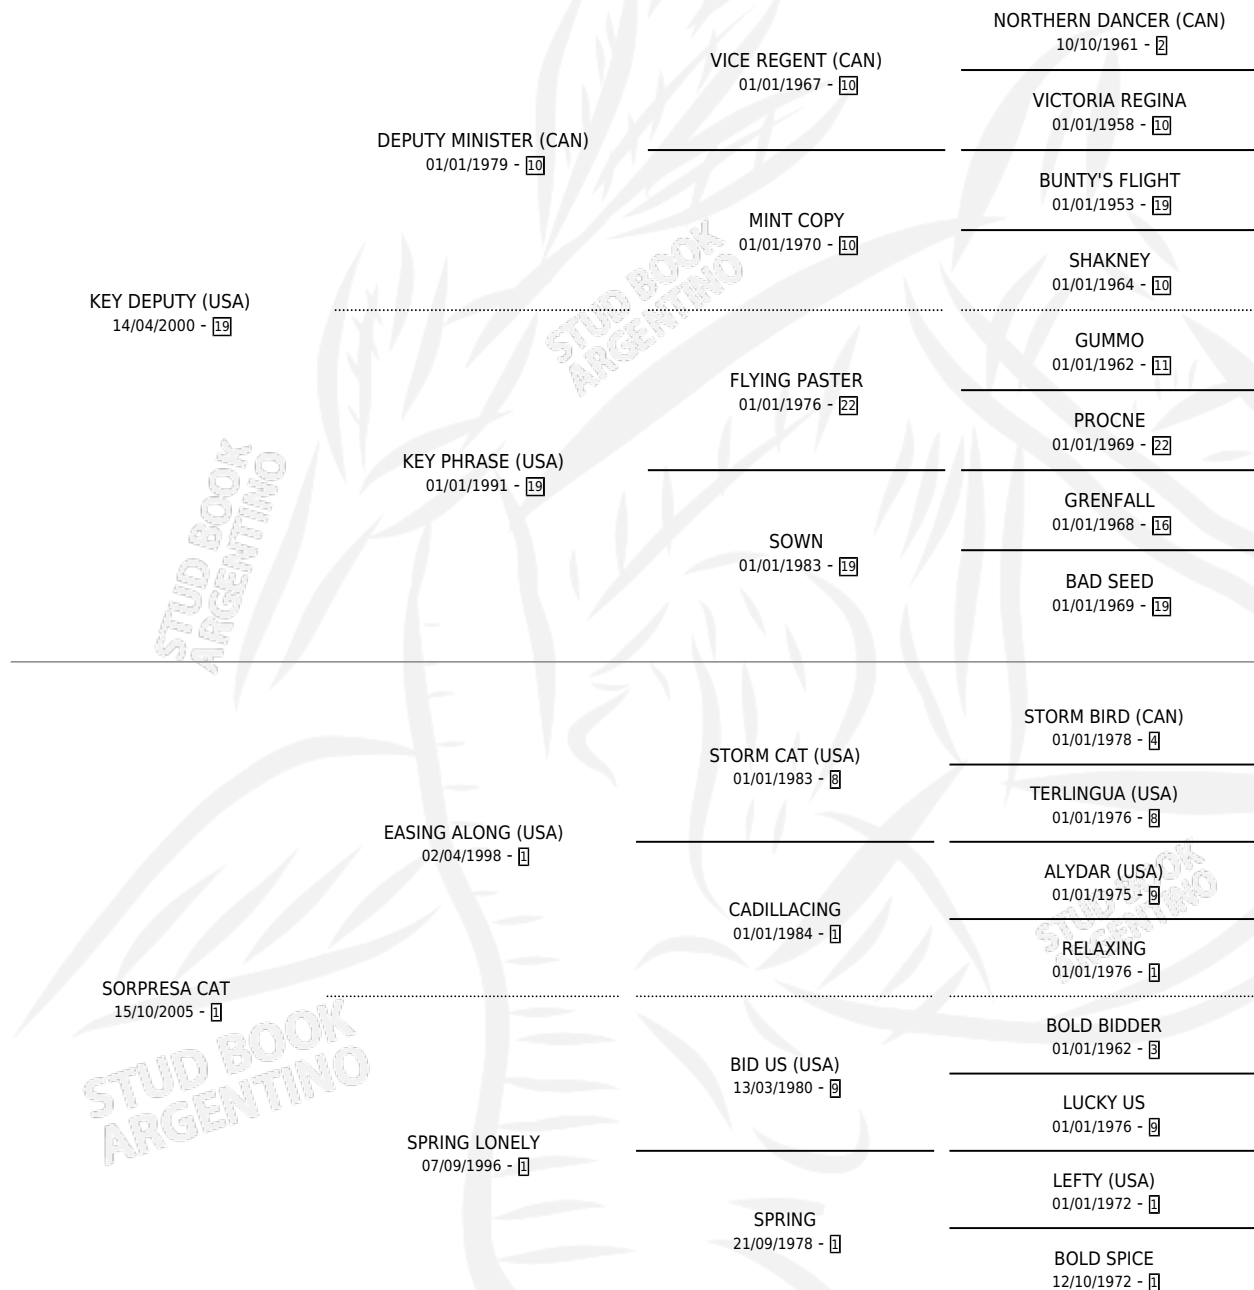 NORTHERN DANCER (CAN)
10/10/1961 - 2
VICE REGENT (CAN)
01/01/1967 - 10
VICTORIA REGINA
01/01/1958 - 10
DEPUTY MINISTER (CAN)
01/01/1979 - 10
BUNTY'S FLIGHT
01/01/1953 - 19
MINT COPY
01/01/1970 - 10
SHAKNEY
01/01/1964 - 10
KEY DEPUTY (USA)
14/04/2000 - 19
GUMMO
01/01/1962 - 11
FLYING PASTER
01/01/1976 - 22
PROCNE
01/01/1969 - 22
KEY PHRASE (USA)
01/01/1991 - 19
GRENFALL
01/01/1968 - 16
SOWN
01/01/1983 - 19
BAD SEED
01/01/1969 - 19
STORM BIRD (CAN)
01/01/1978 - 4
STORM CAT (USA)
01/01/1983 - 8
TERLINGUA (USA)
01/01/1976 - 8
EASING ALONG (USA)
02/04/1998 - 1
ALYDAR (USA)
01/01/1975 - 9
CADILLACING
01/01/1984 - 1
RELAXING
01/01/1976 - 1
SORPRESA CAT
15/10/2005 - 1
BOLD BIDDER
01/01/1962 - 3
BID US (USA)
13/03/1980 - 9
LUCKY US
01/01/1976 - 9
SPRING LONELY
07/09/1996 - 1
LEFTY (USA)
01/01/1972 - 1
SPRING
21/09/1978 - 1
BOLD SPICE
12/10/1972 - 1
STUD BOOK
ARGENTINO
STUD BOOK
ARGENTINO
STUD BOOK
ARGENTINO
STUD BOOK
ARGENTINO